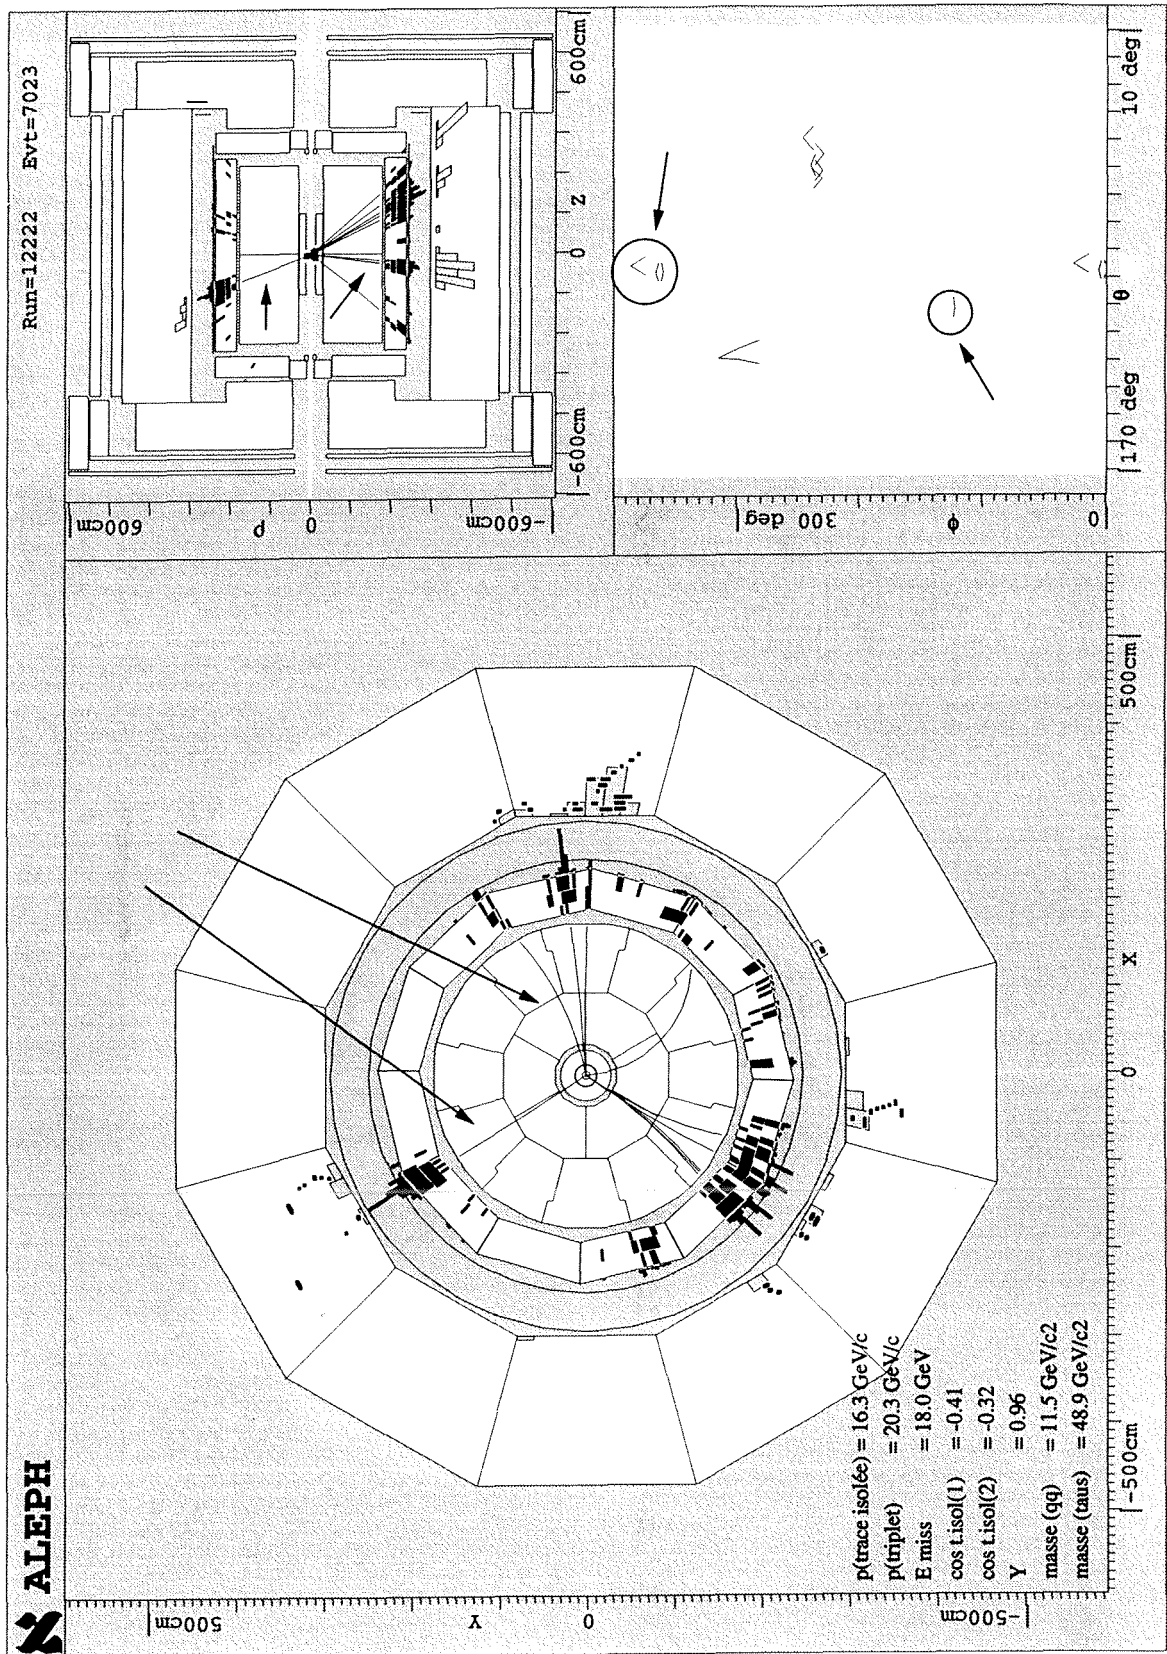 ALEPH
Run=12222 Evt=7023
500cm
Y
0
-500cm
|-500cm
0
X
500cm|
p(trace isolée) = 16.3 GeV/c
p(triplet) = 20.3 GeV/c
E miss = 18.0 GeV
cos t.isol(1) = -0.41
cos t.isol(2) = -0.32
Y = 0.96
masse (qq) = 11.5 GeV/c2
masse (taus) = 48.9 GeV/c2
600cm
ρ
0
-600cm
|-600cm
0
Z
600cm|
300 deg
φ
0
|170 deg
θ
10 deg|